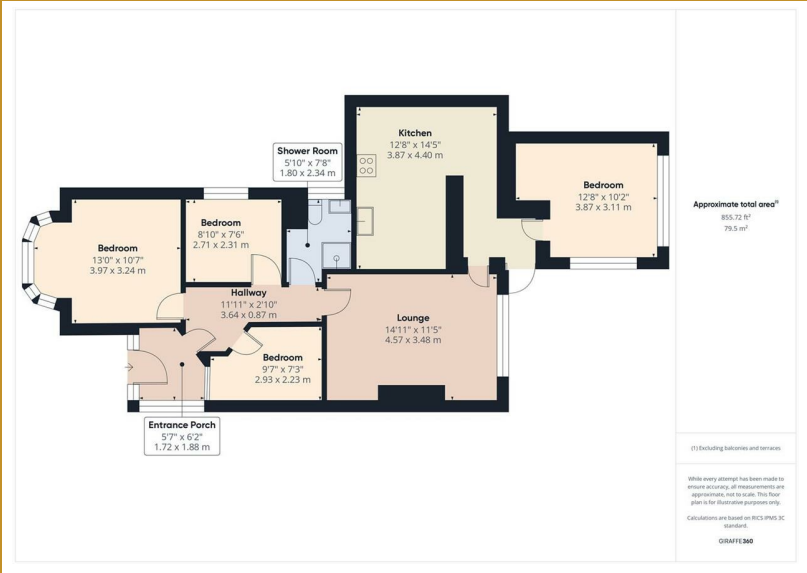 Kitchen
12'8" x 14'5"
3.87 x 4.40 m
Shower Room
5'10" x 7'8"
1.80 x 2.34 m
Bedroom
12'8" x 10'2"
3.87 x 3.11 m
Bedroom
13'0" x 10'7"
3.97 x 3.24 m
Bedroom
8'10" x 7'6"
2.71 x 2.31 m
Hallway
11'11" x 2'10"
3.64 x 0.87 m
Lounge
14'11" x 11'5"
4.57 x 3.48 m
Bedroom
9'7" x 7'3"
2.93 x 2.23 m
Entrance Porch
5'7" x 6'2"
1.72 x 1.88 m
Approximate total area(1)
855.72 ft²
79.5 m²
(1) Excluding balconies and terraces
While every attempt has been made to
ensure accuracy, all measurements are
approximate, not to scale. This floor
plan is for illustrative purposes only.
Calculations are based on RICS IPMS 3C
standard.
GIRAFFE360